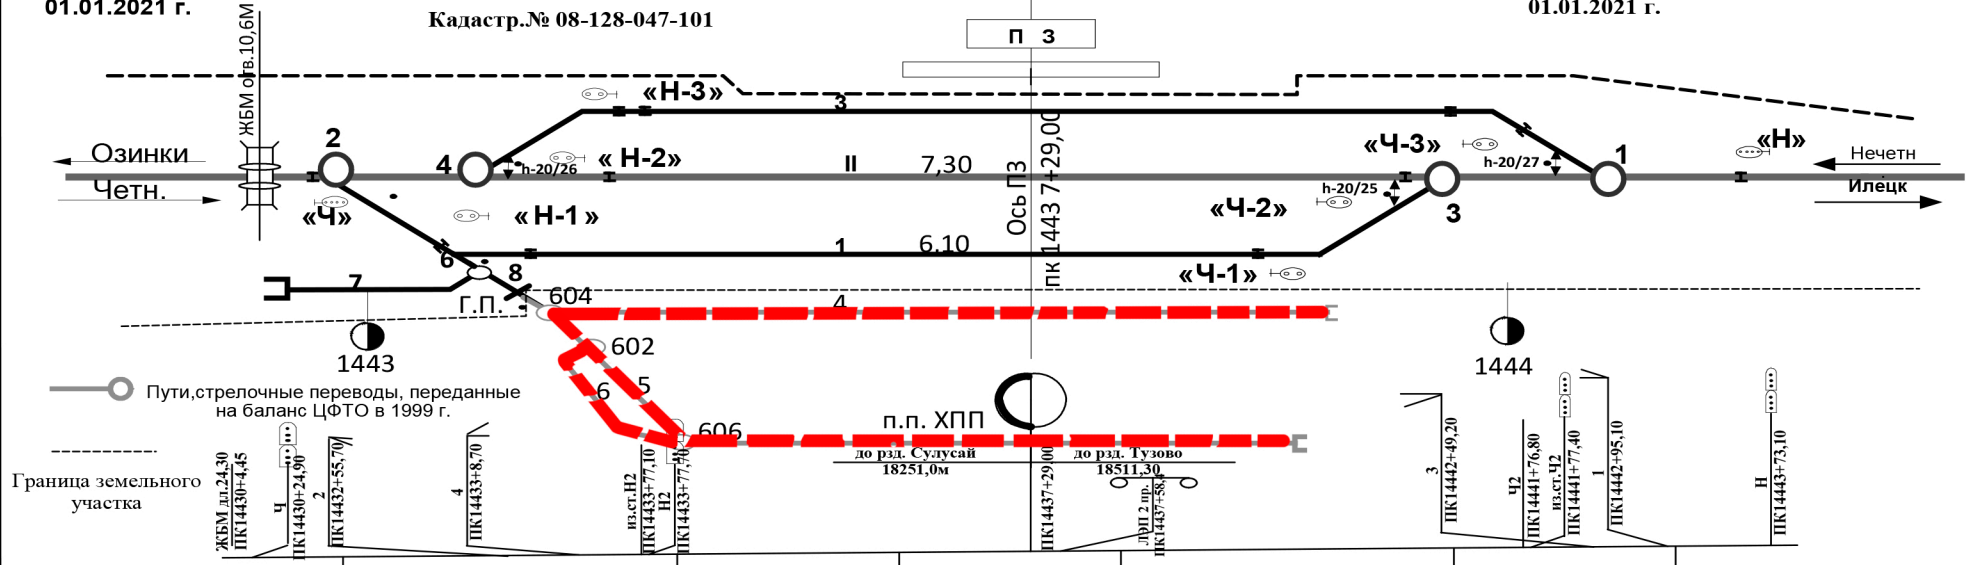 01.01.2021 г.
Кадастр.№ 08-128-047-101
01.01.2021 г.
ЖБМ отв.10,6М
П З
«Н-3»
3
2
4
«Н-2»
h-20/26
II
7,30
Ось ПЗ
пк 1443 7+29,00
«Ч-3»
h-20/27
1
«Н»
Нечетн
Илецк
Озинки
Четн.
«Ч»
«Н-1»
h-20/25
«Ч-2»
3
1
6,10
«Ч-1»
6
8
7
Г.П.
604
4
602
1443
1444
6
5
606
п.п. ХПП
Пути,стрелочные переводы, переданные
на баланс ЦФТО в 1999 г.
Граница земельного
участка
до рзд. Сулусай
18251,0м
до рзд. Тузово
18511,30
ЖБМ дл.24,30
ПК14430+4,45
Ч
ПК14430+24,90
2
ПК14432+55,70
4
ПК14433+8,70
из.ст.Н2
ПК14433+77,10
Н2
ПК14433+77,70
ПК14437+29.00
ЛЭП 2 пр.
ПК14437+58,4
3
ПК14442+49,20
Ч2
ПК14441+76,80
из.ст.Ч2
ПК14441+77,40
1
ПК14442+95,10
Н
ПК14443+73,10